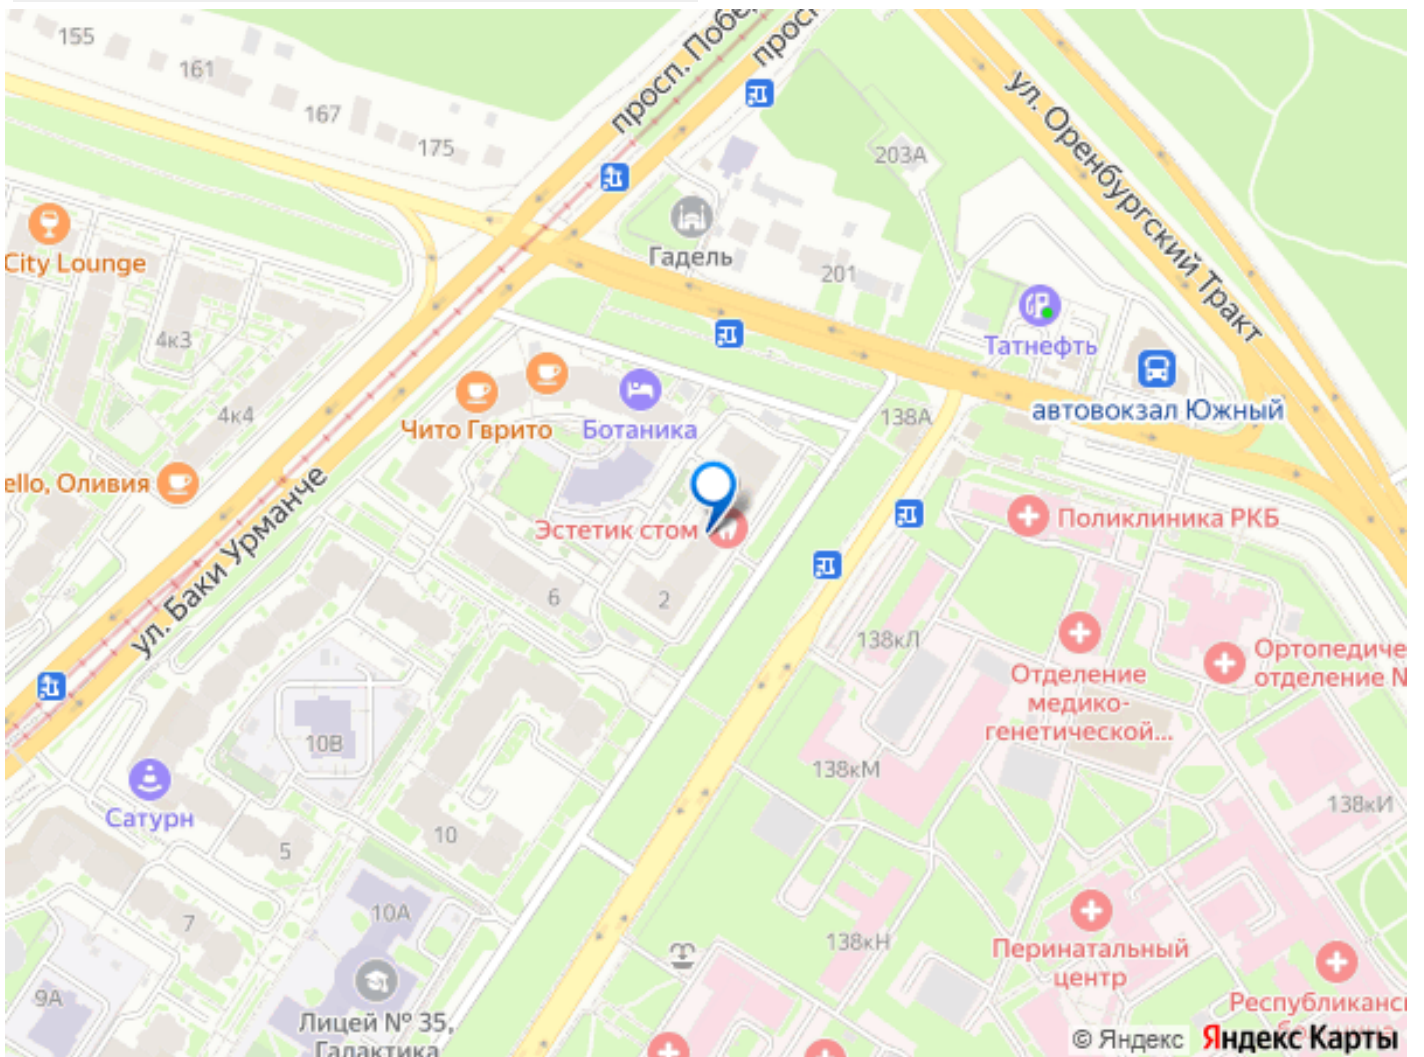 155
161
167
175
просп. Побе
прос
ул. Оренбургский Тракт
203А
City Lounge
Гадель
201
4к3
Татнефть
автовокзал Южный
4к4
Чито Гврито
Ботаника
138А
ello, Оливия
ул. Баки Урманче
Эстетик стом
Поликлиника РКБ
6
2
138кЛ
Отделение
медико-
генетической...
Ортопедиче
отделение N
10В
138кМ
138кИ
Сатурн
10
5
7
10А
138кН
Перинатальный
центр
9А
Лицей № 35,
Галактика
Республиканс
© Яндекс Яндекс Карты